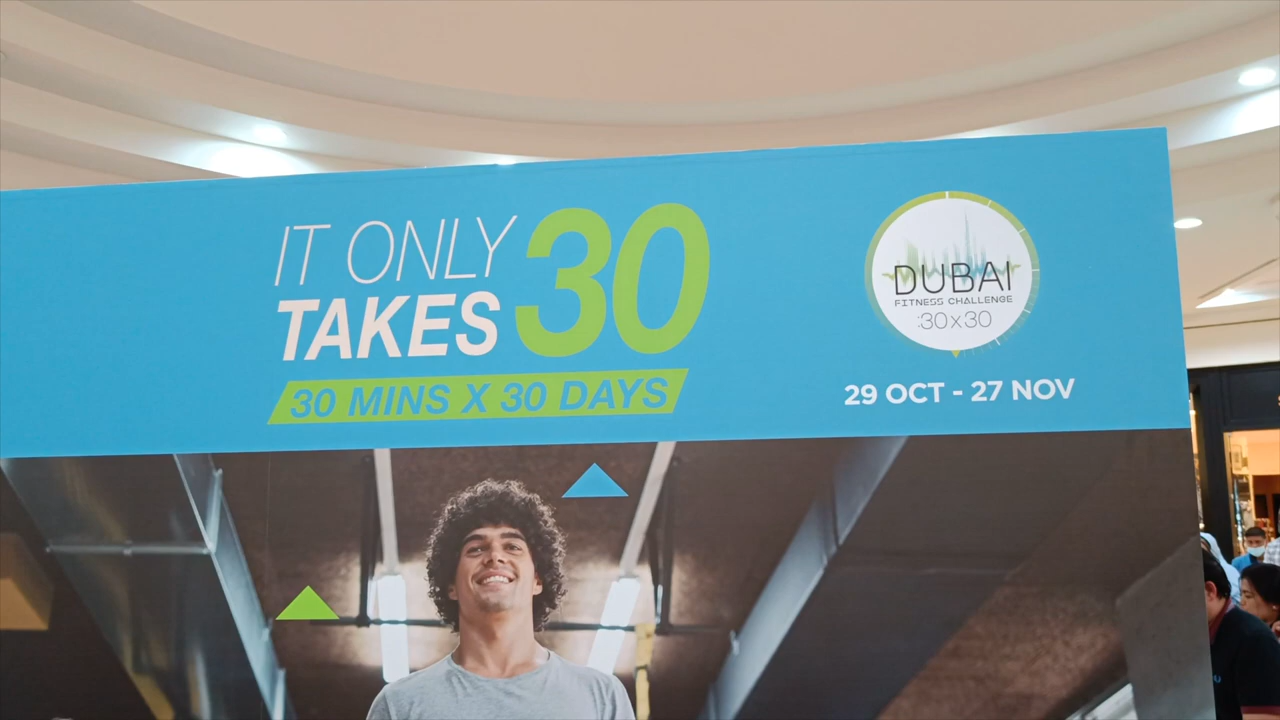 IT ONLY
TAKES 30
30 MINS X 30 DAYS
DUBAI
FITNESS CHALLENGE
:30x30
29 OCT - 27 NOV